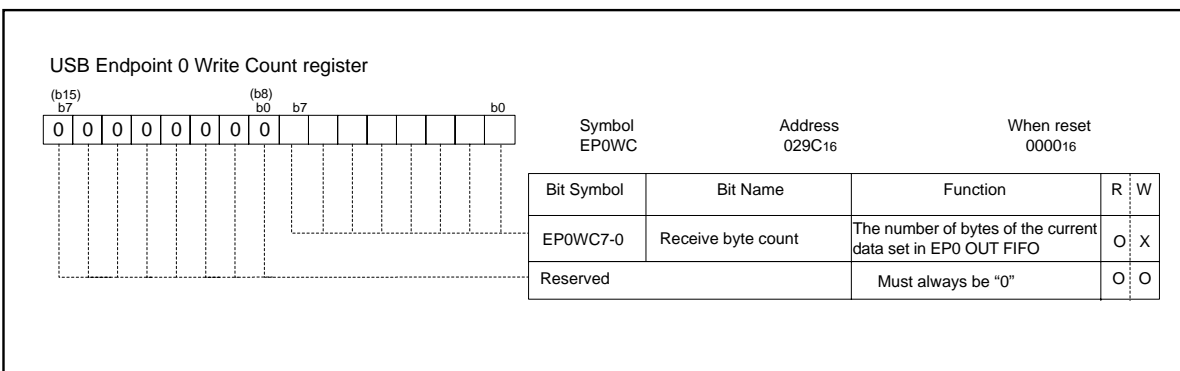 USB Endpoint 0 Write Count register
(b15) (b8)
b7 b0 b7 b0
0 0 0 0 0 0 0 0
Symbol Address When reset
EP0WC 029C16 000016
Bit Symbol Bit Name Function R W
EP0WC7-0 Receive byte count The number of bytes of the current
data set in EP0 OUT FIFO O X
Reserved Must always be “0” O O